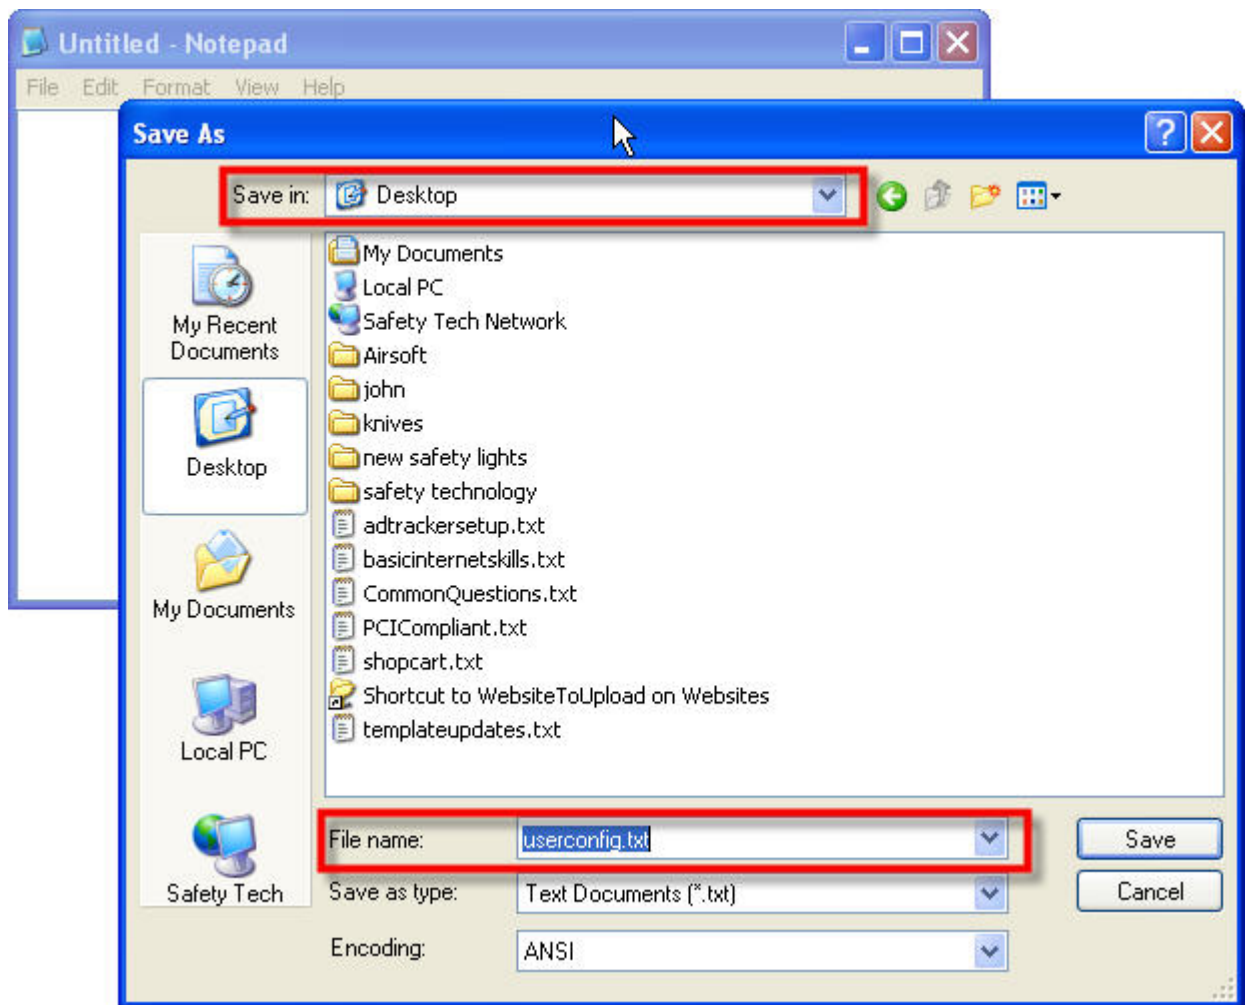 Untitled - Notepad
File Edit Format View Help
Save As
Save in: Desktop
My Recent Documents
Desktop
My Documents
Local PC
Safety Tech
My Documents
Local PC
Safety Tech Network
Airsoft
john
knives
new safety lights
safety technology
adtrackersetup.txt
basicinternetskills.txt
CommonQuestions.txt
PCICompliant.txt
shopcart.txt
Shortcut to WebsiteToUpload on Websites
templateupdates.txt
File name: userconfig.txt Save
Save as type: Text Documents (*.txt) Cancel
Encoding: ANSI